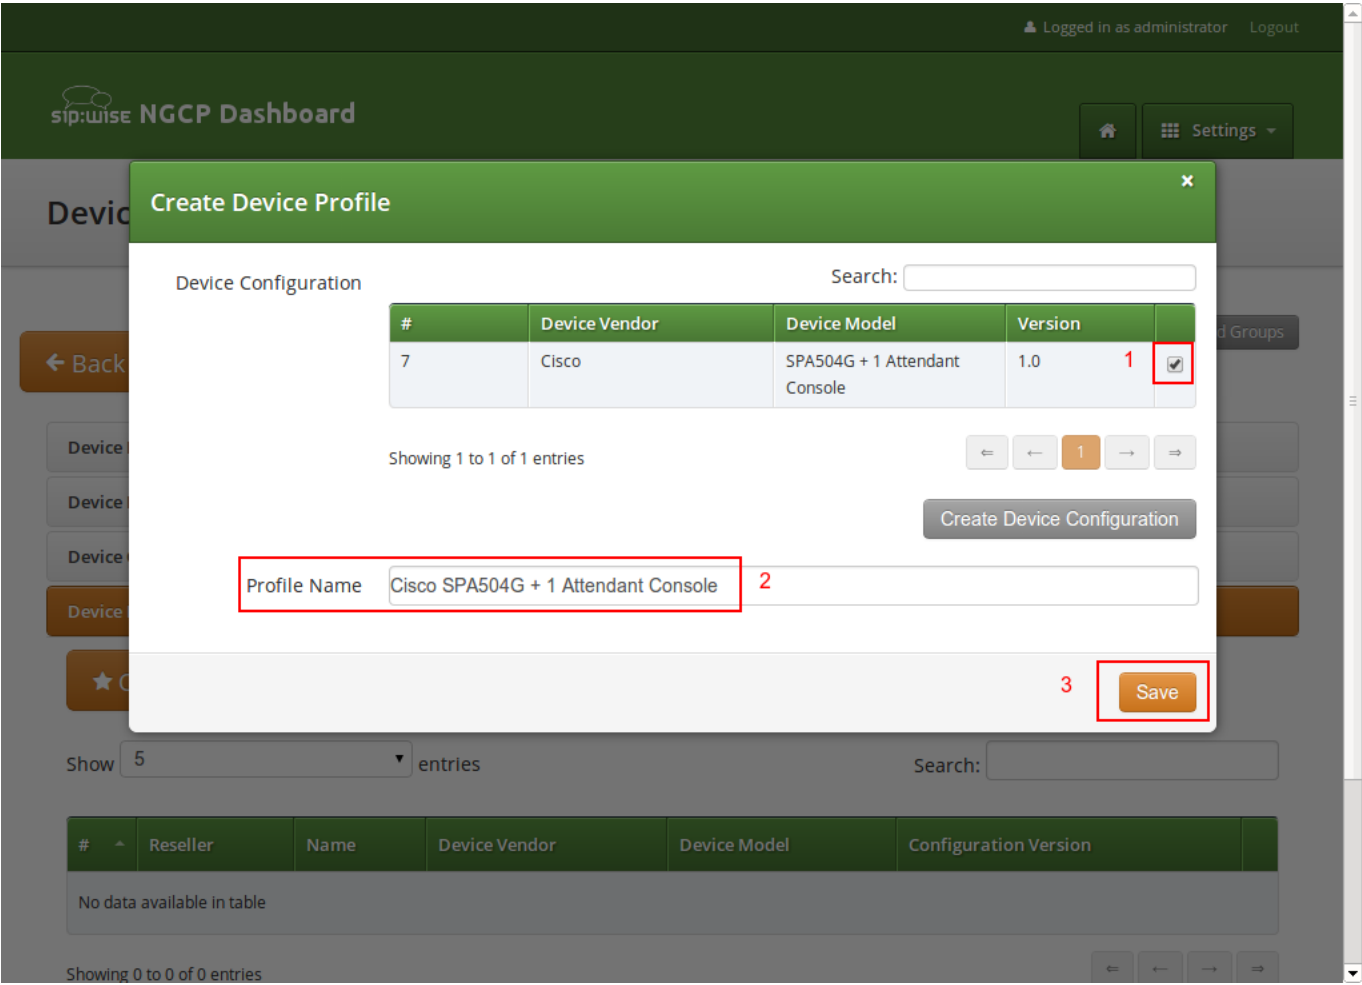 Logged in as administrator Logout
sip:wise NGCP Dashboard
Settings
Devic
Create Device Profile
×
Device Configuration
Search:
# Device Vendor Device Model Version
7 Cisco SPA504G + 1 Attendant Console 1.0 1
d Groups
← Back
Showing 1 to 1 of 1 entries
⇐ ← 1 → ⇒
Device
Device
Create Device Configuration
Device
Profile Name Cisco SPA504G + 1 Attendant Console 2
Device
3 Save
Show 5 entries
Search:
# Reseller Name Device Vendor Device Model Configuration Version
No data available in table
Showing 0 to 0 of 0 entries
⇐ ← → ⇒